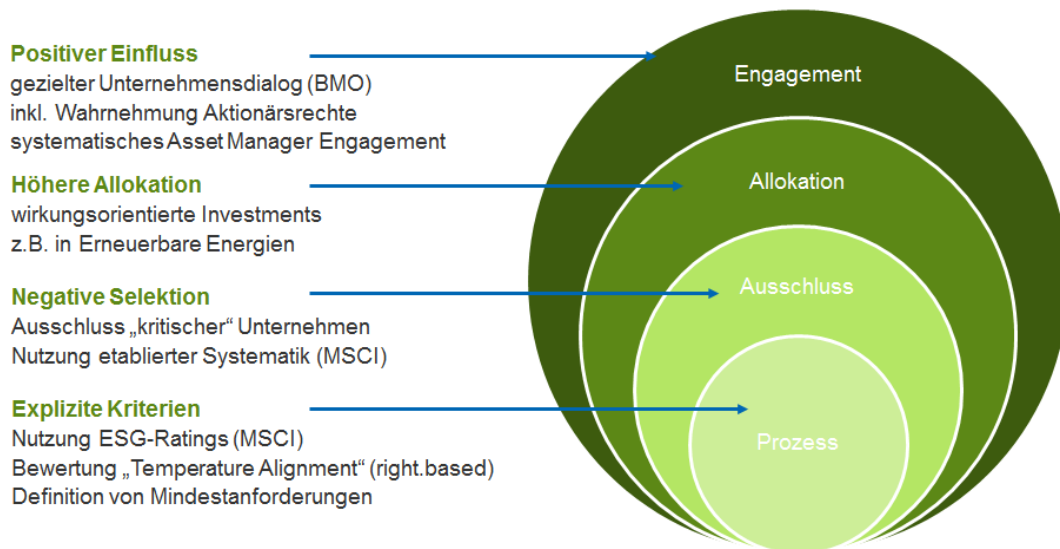 Positiver Einfluss
gezielter Unternehmensdialog (BMO)
inkl. Wahrnehmung Aktionärsrechte
systematisches Asset Manager Engagement
Höhere Allokation
wirkungsorientierte Investments
z.B. in Erneuerbare Energien
Negative Selektion
Ausschluss „kritischer“ Unternehmen
Nutzung etablierter Systematik (MSCI)
Explizite Kriterien
Nutzung ESG-Ratings (MSCI)
Bewertung „Temperature Alignment“ (right.based)
Definition von Mindestanforderungen
Engagement
Allokation
Ausschluss
Prozess